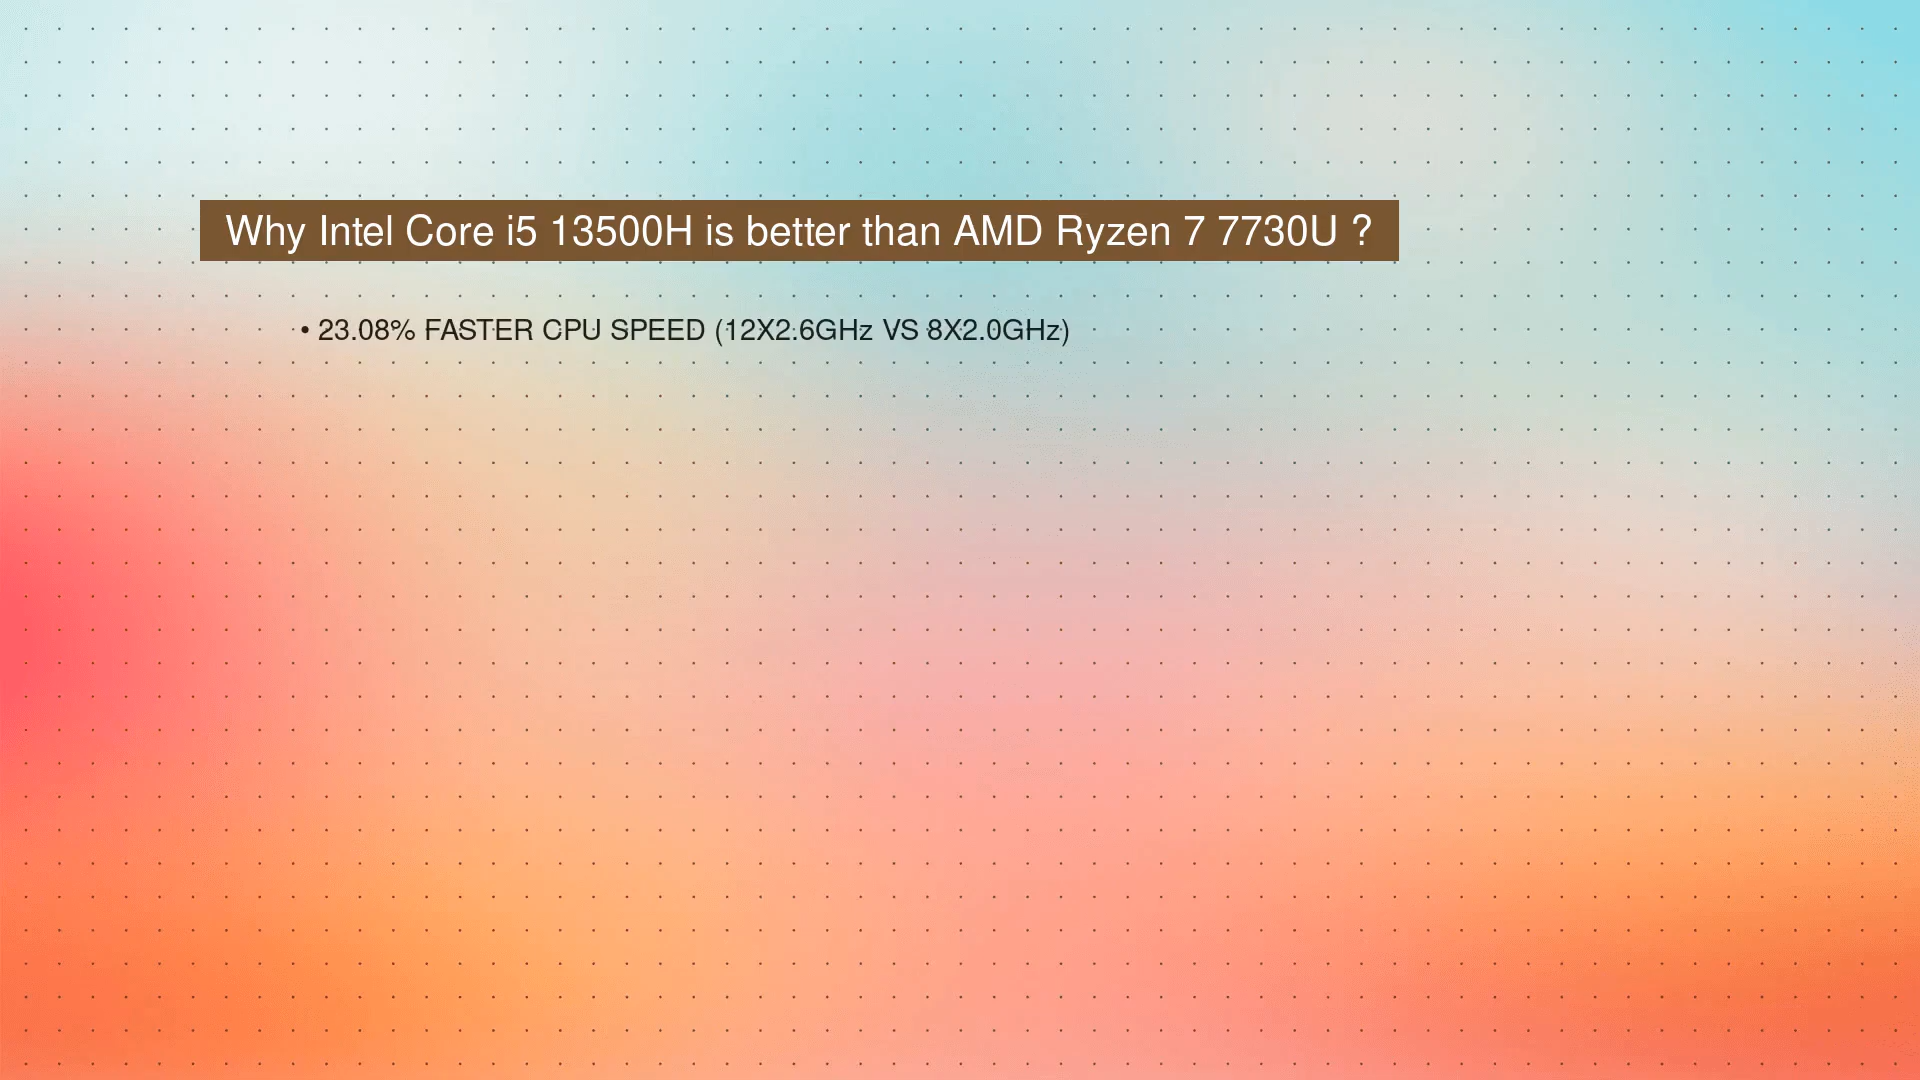 Why Intel Core i5 13500H is better than AMD Ryzen 7 7730U ?
• 23.08% FASTER CPU SPEED (12X2.6GHz VS 8X2.0GHz)